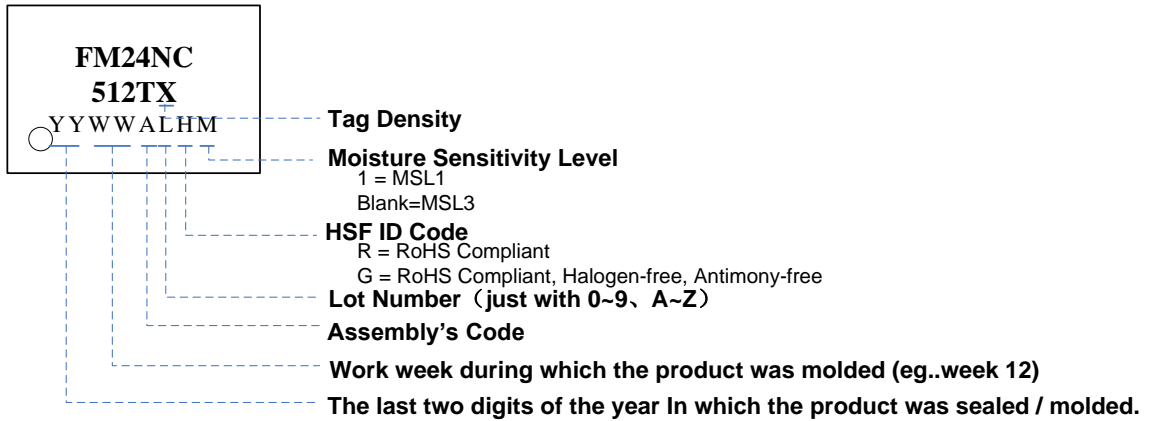 FM24NC
512TX
YYWWALHM
Tag Density
Moisture Sensitivity Level
1 = MSL1
Blank=MSL3
HSF ID Code
R = RoHS Compliant
G = RoHS Compliant, Halogen-free, Antimony-free
Lot Number（just with 0~9、A~Z）
Assembly's Code
Work week during which the product was molded (eg..week 12)
The last two digits of the year In which the product was sealed / molded.